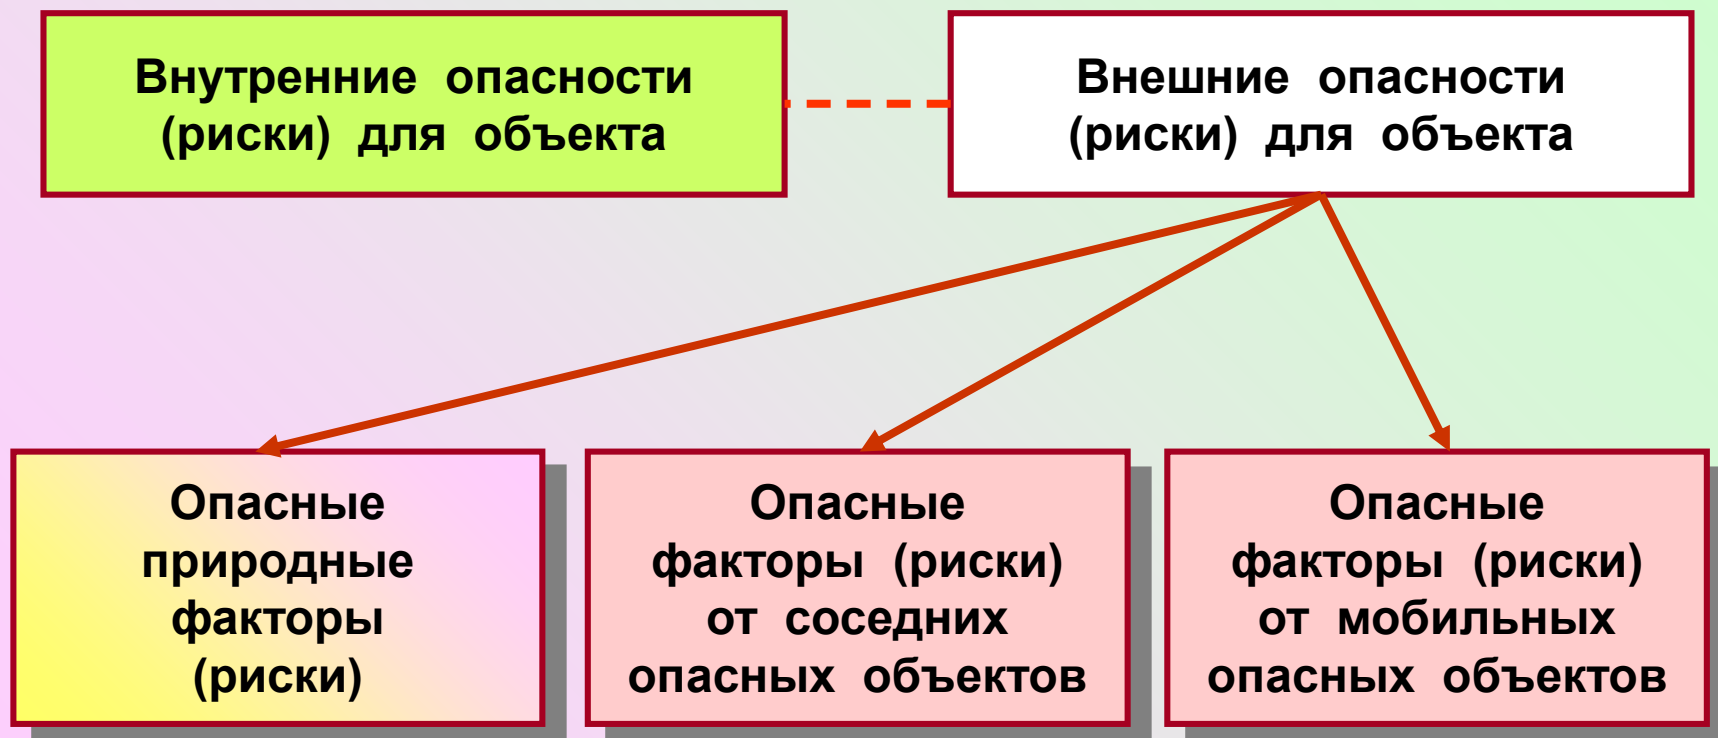 Внутренние опасности
(риски) для объекта
Внешние опасности
(риски) для объекта
Опасные
природные
факторы
(риски)
Опасные
факторы (риски)
от соседних
опасных объектов
Опасные
факторы (риски)
от мобильных
опасных объектов